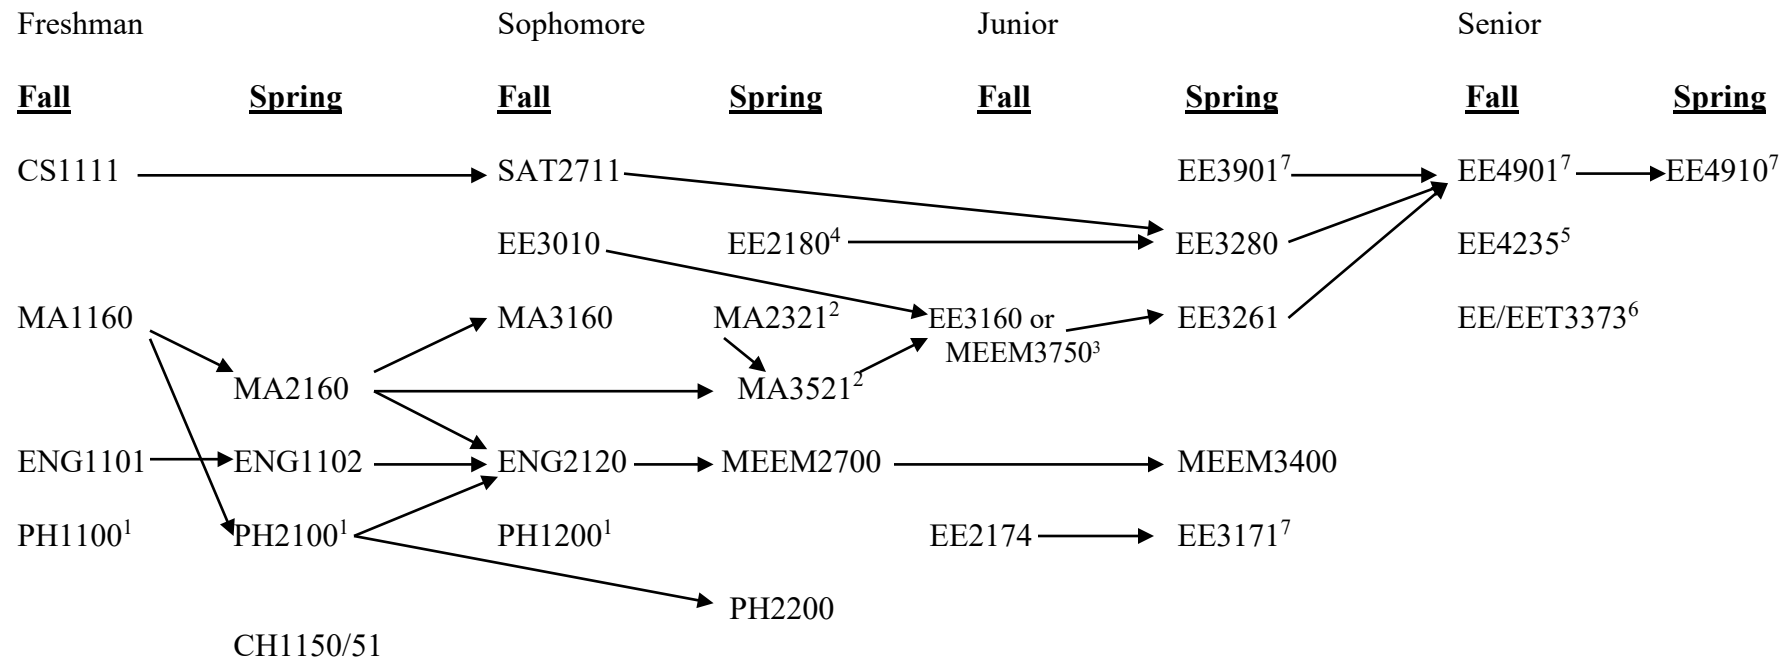 Freshman Sophomore Junior Senior
Fall Spring Fall Spring Fall Spring Fall Spring
CS1111 SAT2711 EE3901⁷ EE4901⁷ EE4910⁷
EE3010 EE2180⁴ EE3280 EE4235⁵
MA1160 MA3160 MA2321² EE3160 or EE3261 EE/EET3373⁶
MEEM3750³
MA2160 MA3521²
ENG1101 ENG1102 ENG2120 MEEM2700 MEEM3400
PH1100¹ PH2100¹ PH1200¹ EE2174 EE3171⁷
PH2200
CH1150/51